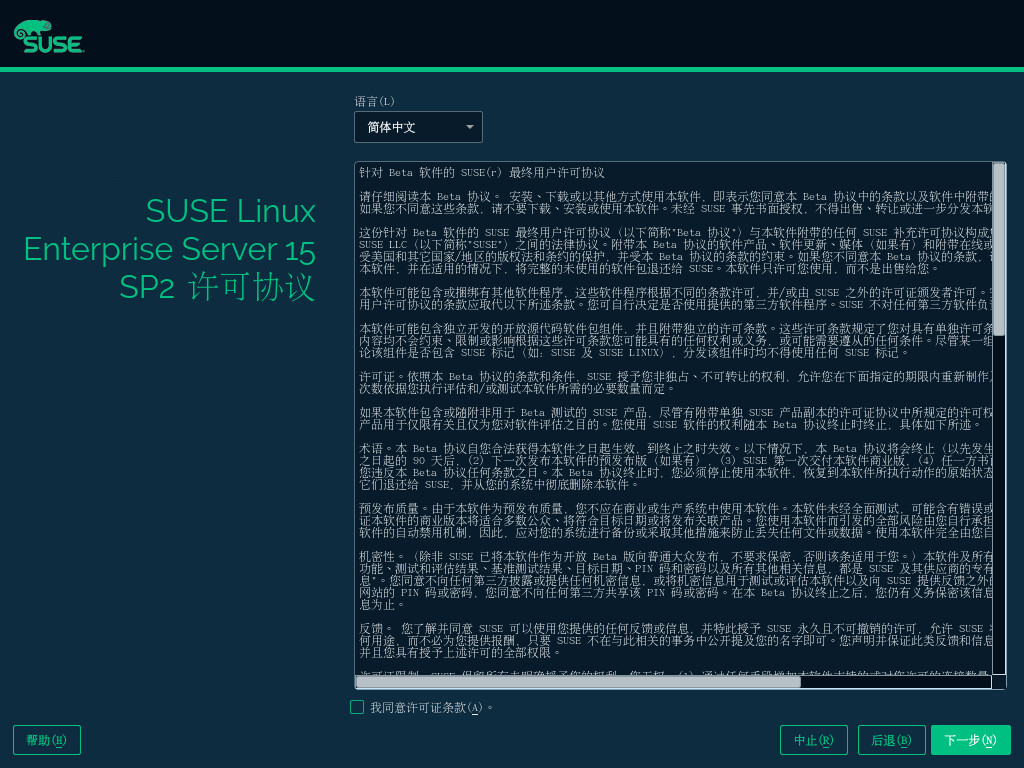 SUSE
语言(L)
简体中文
SUSE Linux
Enterprise Server 15
SP2 许可协议
针对 Beta 软件的 SUSE(r) 最终用户许可协议
请仔细阅读本 Beta 协议。 安装、下载或以其他方式使用本软件，即表示您同意本 Beta 协议中的条款以及软件中附带的
如果您不同意这些条款，请不要下载、安装或使用本软件。未经 SUSE 事先书面授权，不得出售、转让或进一步分发本软
这份针对 Beta 软件的 SUSE 最终用户许可协议（以下简称"Beta 协议"）与本软件附带的任何 SUSE 补充许可协议构成
SUSE LLC（以下简称"SUSE"）之间的法律协议。附带本 Beta 协议的软件产品、软件更新、媒体（如果有）和附带的在线或
受美国和其它国家/地区的版权法和条约的保护，并受本 Beta 协议的条款的约束。如果您不同意本 Beta 协议的条款，
本软件，并在适用的情况下，将完整的未使用的软件包退还给 SUSE。本软件只许可您使用，而不是出售给您。
本软件可能包含或捆绑有其他软件程序，这些软件程序根据不同的条款许可，并/或由 SUSE 之外的许可证颁发者许可。
用户许可协议的条款应取代以下所述条款。您可自行决定是否使用提供的第三方软件程序。SUSE 不对任何第三方软件负
本软件可能包含独立开发的开放源代码软件包组件，并且附带独立的许可条款。这些许可条款规定了您对具有单独许可条
内容均不会约束、限制或影响根据这些许可条款您可能具有的任何权利或义务，或可能需要遵从的任何条件。尽管某一组
论该组件是否包含 SUSE 标记（如：SUSE 及 SUSE LINUX），分发该组件时均不得使用任何 SUSE 标记。
许可证。依照本 Beta 协议的条款和条件，SUSE 授予您非独占、不可转让的权利，允许您在下面指定的期限内重新制作
次数依据您执行评估和/或测试本软件所需的必要数量而定。
如果本软件包含或随附非用于 Beta 测试的 SUSE 产品，尽管有附带单独 SUSE 产品副本的许可证协议中所规定的许可权
产品用于仅限有关且仅为您对软件评估之目的。您使用 SUSE 软件的权利随本 Beta 协议终止时终止，具体如下所述。
术语。本 Beta 协议自您合法获得本软件之日起生效，到终止之时失效。以下情况下，本 Beta 协议将会终止（以先发生
之日起的 90 天后，(2) 下一次发布本软件的预发布版（如果有） (3) SUSE 第一次交付本软件商业版，(4) 任一方书
您违反本 Beta 协议任何条款之日。本 Beta 协议终止时，您必须停止使用本软件，恢复到本软件所执行动作的原始状态
它们退还给 SUSE，并从您的系统中彻底删除本软件。
预发布质量。由于本软件为预发布质量，您不应在商业或生产系统中使用本软件。本软件未经全面测试，可能含有错误或
证本软件的商业版本将适合多数公众、将符合目标日期或将发布关联产品。您使用本软件而引发的全部风险由您自行承担
软件的自动禁用机制，因此，应对您的系统进行备份或采取其他措施来防止丢失任何文件或数据。使用本软件完全由您自
机密性。（除非 SUSE 已将本软件作为开放 Beta 版向普通大众发布，不要求保密，否则该条适用于您。）本软件及所有
功能、测试和评估结果、基准测试结果、目标日期、PIN 码和密码以及所有其他相关信息，都是 SUSE 及其供应商的专有
息"。您同意不向任何第三方披露或提供任何机密信息，或将机密信息用于测试或评估本软件以及向 SUSE 提供反馈之外的
网站的 PIN 码或密码，您同意不向任何第三方共享该 PIN 码或密码。在本 Beta 协议终止之后，您仍有义务保密该信息
息为止。
反馈。 您了解并同意 SUSE 可以使用您提供的任何反馈或信息，并特此授予 SUSE 永久且不可撤销的许可，允许 SUSE
何用途，而不必为您提供报酬，只要 SUSE 不在与此相关的事务中公开提及您的名字即可。您声明并保证此类反馈和信息
并且您具有授予上述许可的全部权限。
我同意许可证条款(A)。
帮助(H)
中止(R)
后退(B)
下一步(N)